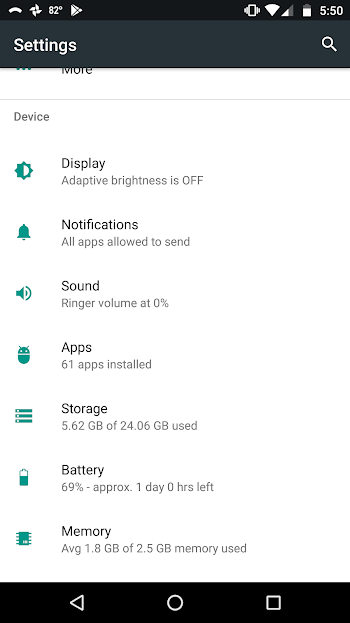 82°
5:50
Settings
More
Device
Display
Adaptive brightness is OFF
Notifications
All apps allowed to send
Sound
Ringer volume at 0%
Apps
61 apps installed
Storage
5.62 GB of 24.06 GB used
Battery
69% - approx. 1 day 0 hrs left
Memory
Avg 1.8 GB of 2.5 GB memory used